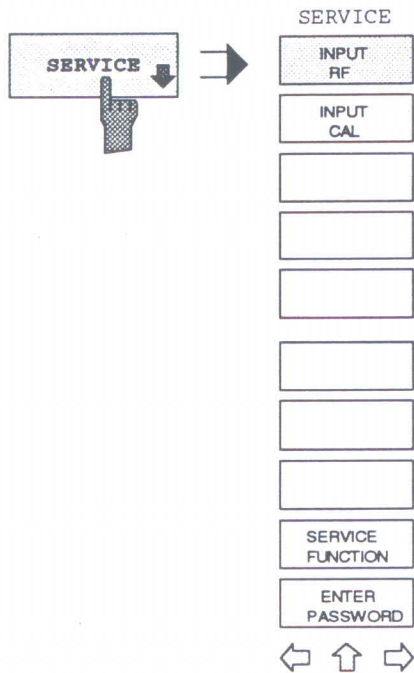 SERVICE
SERVICE
INPUT
RF
INPUT
CAL
SERVICE
FUNCTION
ENTER
PASSWORD